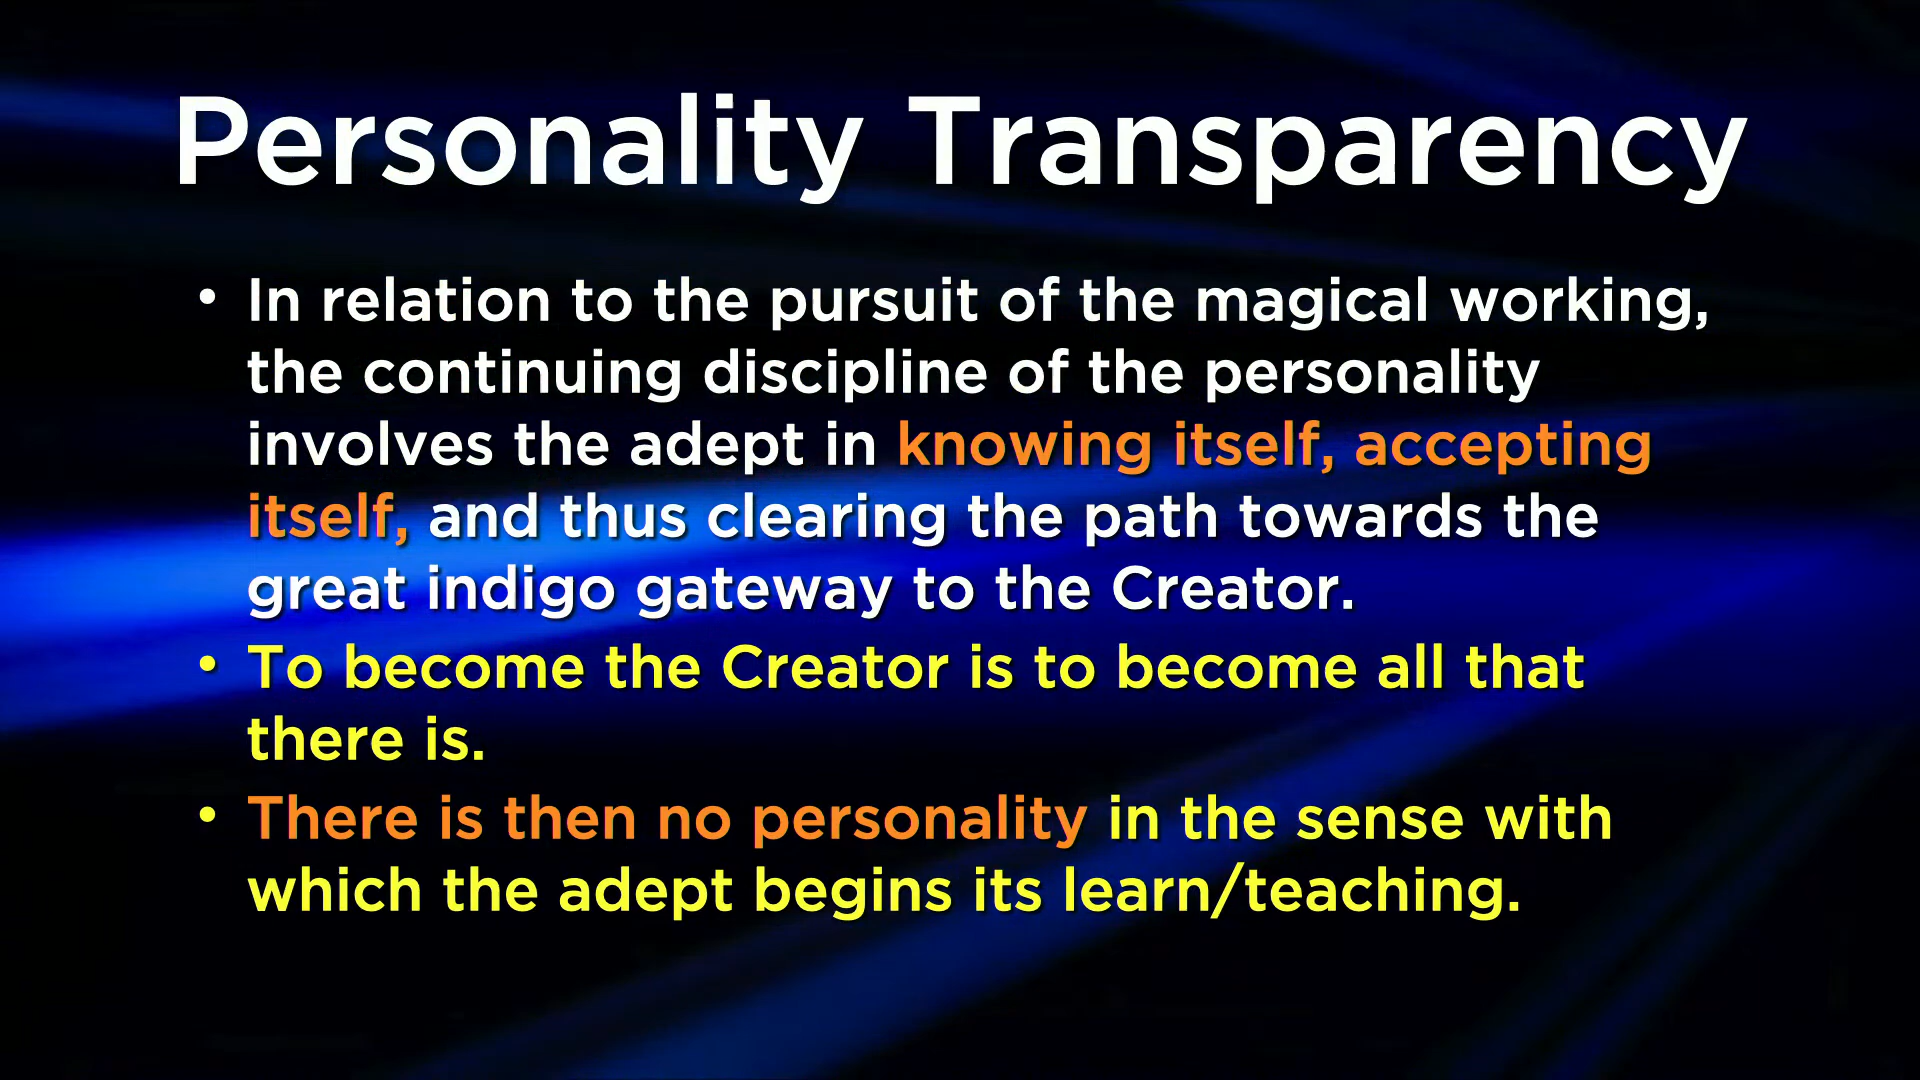 Personality Transparency
• In relation to the pursuit of the magical working,
the continuing discipline of the personality
involves the adept in knowing itself, accepting
itself, and thus clearing the path towards the
great indigo gateway to the Creator.
• To become the Creator is to become all that
there is.
• There is then no personality in the sense with
which the adept begins its learn/teaching.